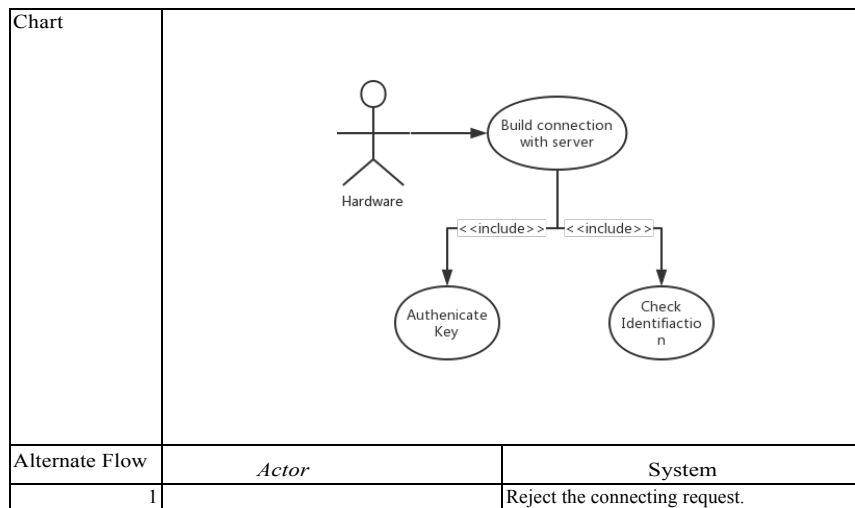 Chart
Build connection
with server
Hardware
<<include>>
<<include>>
Authenicate
Key
Check
Identifiactio
n
Alternate Flow
Actor
System
1
Reject the connecting request.